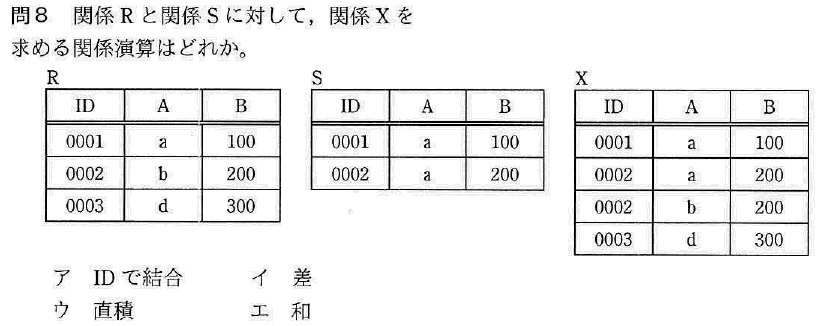 問8 関係Rと関係Sに対して，関係Xを
求める関係演算はどれか。
R
ID A B
0001 a 100
0002 b 200
0003 d 300
S
ID A B
0001 a 100
0002 a 200
X
ID A B
0001 a 100
0002 a 200
0002 b 200
0003 d 300
ア IDで結合 イ 差
ウ 直積 エ 和